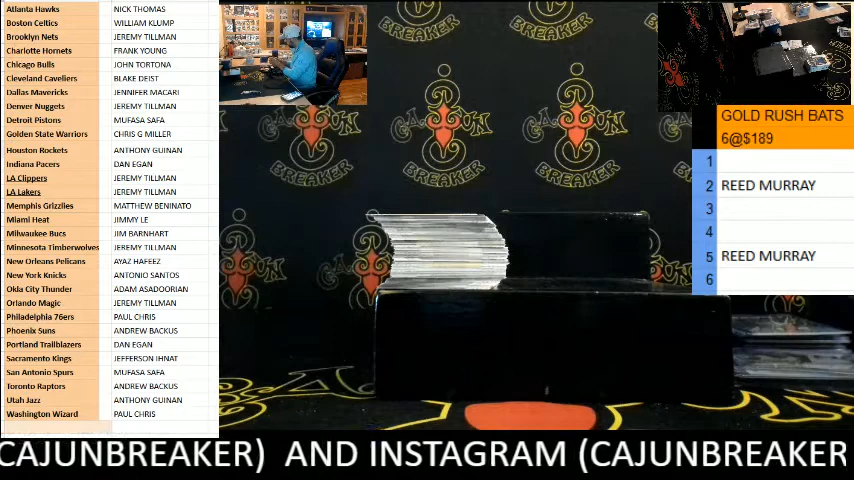 Atlanta Hawks NICK THOMAS
Boston Celtics WILLIAM KLUMP
Brooklyn Nets JEREMY TILLMAN
Charlotte Hornets FRANK YOUNG
Chicago Bulls JOHN TORTONA
Cleveland Cavaliers BLAKE DEIST
Dallas Mavericks JENNIFER MACARI
Denver Nuggets JEREMY TILLMAN
Detroit Pistons MUFASA SAFA
Golden State Warriors CHRIS G MILLER
Houston Rockets ANTHONY GUINAN
Indiana Pacers DAN EGAN
LA Clippers JEREMY TILLMAN
LA Lakers JEREMY TILLMAN
Memphis Grizzlies MATTHEW BENINATO
Miami Heat JIMMY LE
Milwaukee Bucs JIM BARNHART
Minnesota Timberwolves JEREMY TILLMAN
New Orleans Pelicans AYAZ HAFEEZ
New York Knicks ANTONIO SANTOS
Okla City Thunder ADAM ASADOORIAN
Orlando Magic JEREMY TILLMAN
Philadelphia 76ers PAUL CHRIS
Phoenix Suns ANDREW BACKUS
Portland Trailblazers DAN EGAN
Sacramento Kings JEFFERSON IHNAT
San Antonio Spurs MUFASA SAFA
Toronto Raptors ANDREW BACKUS
Utah Jazz ANTHONY GUINAN
Washington Wizard PAUL CHRIS
BREAKER
BREAKER
BREAKER
CAJUN
CAJUN
BREAKER
BREAKER
GOLD RUSH BATS
6@$189
1
2 REED MURRAY
3
4
5 REED MURRAY
6
CAJUNBREAKER) AND INSTAGRAM (CAJUNBREAKER